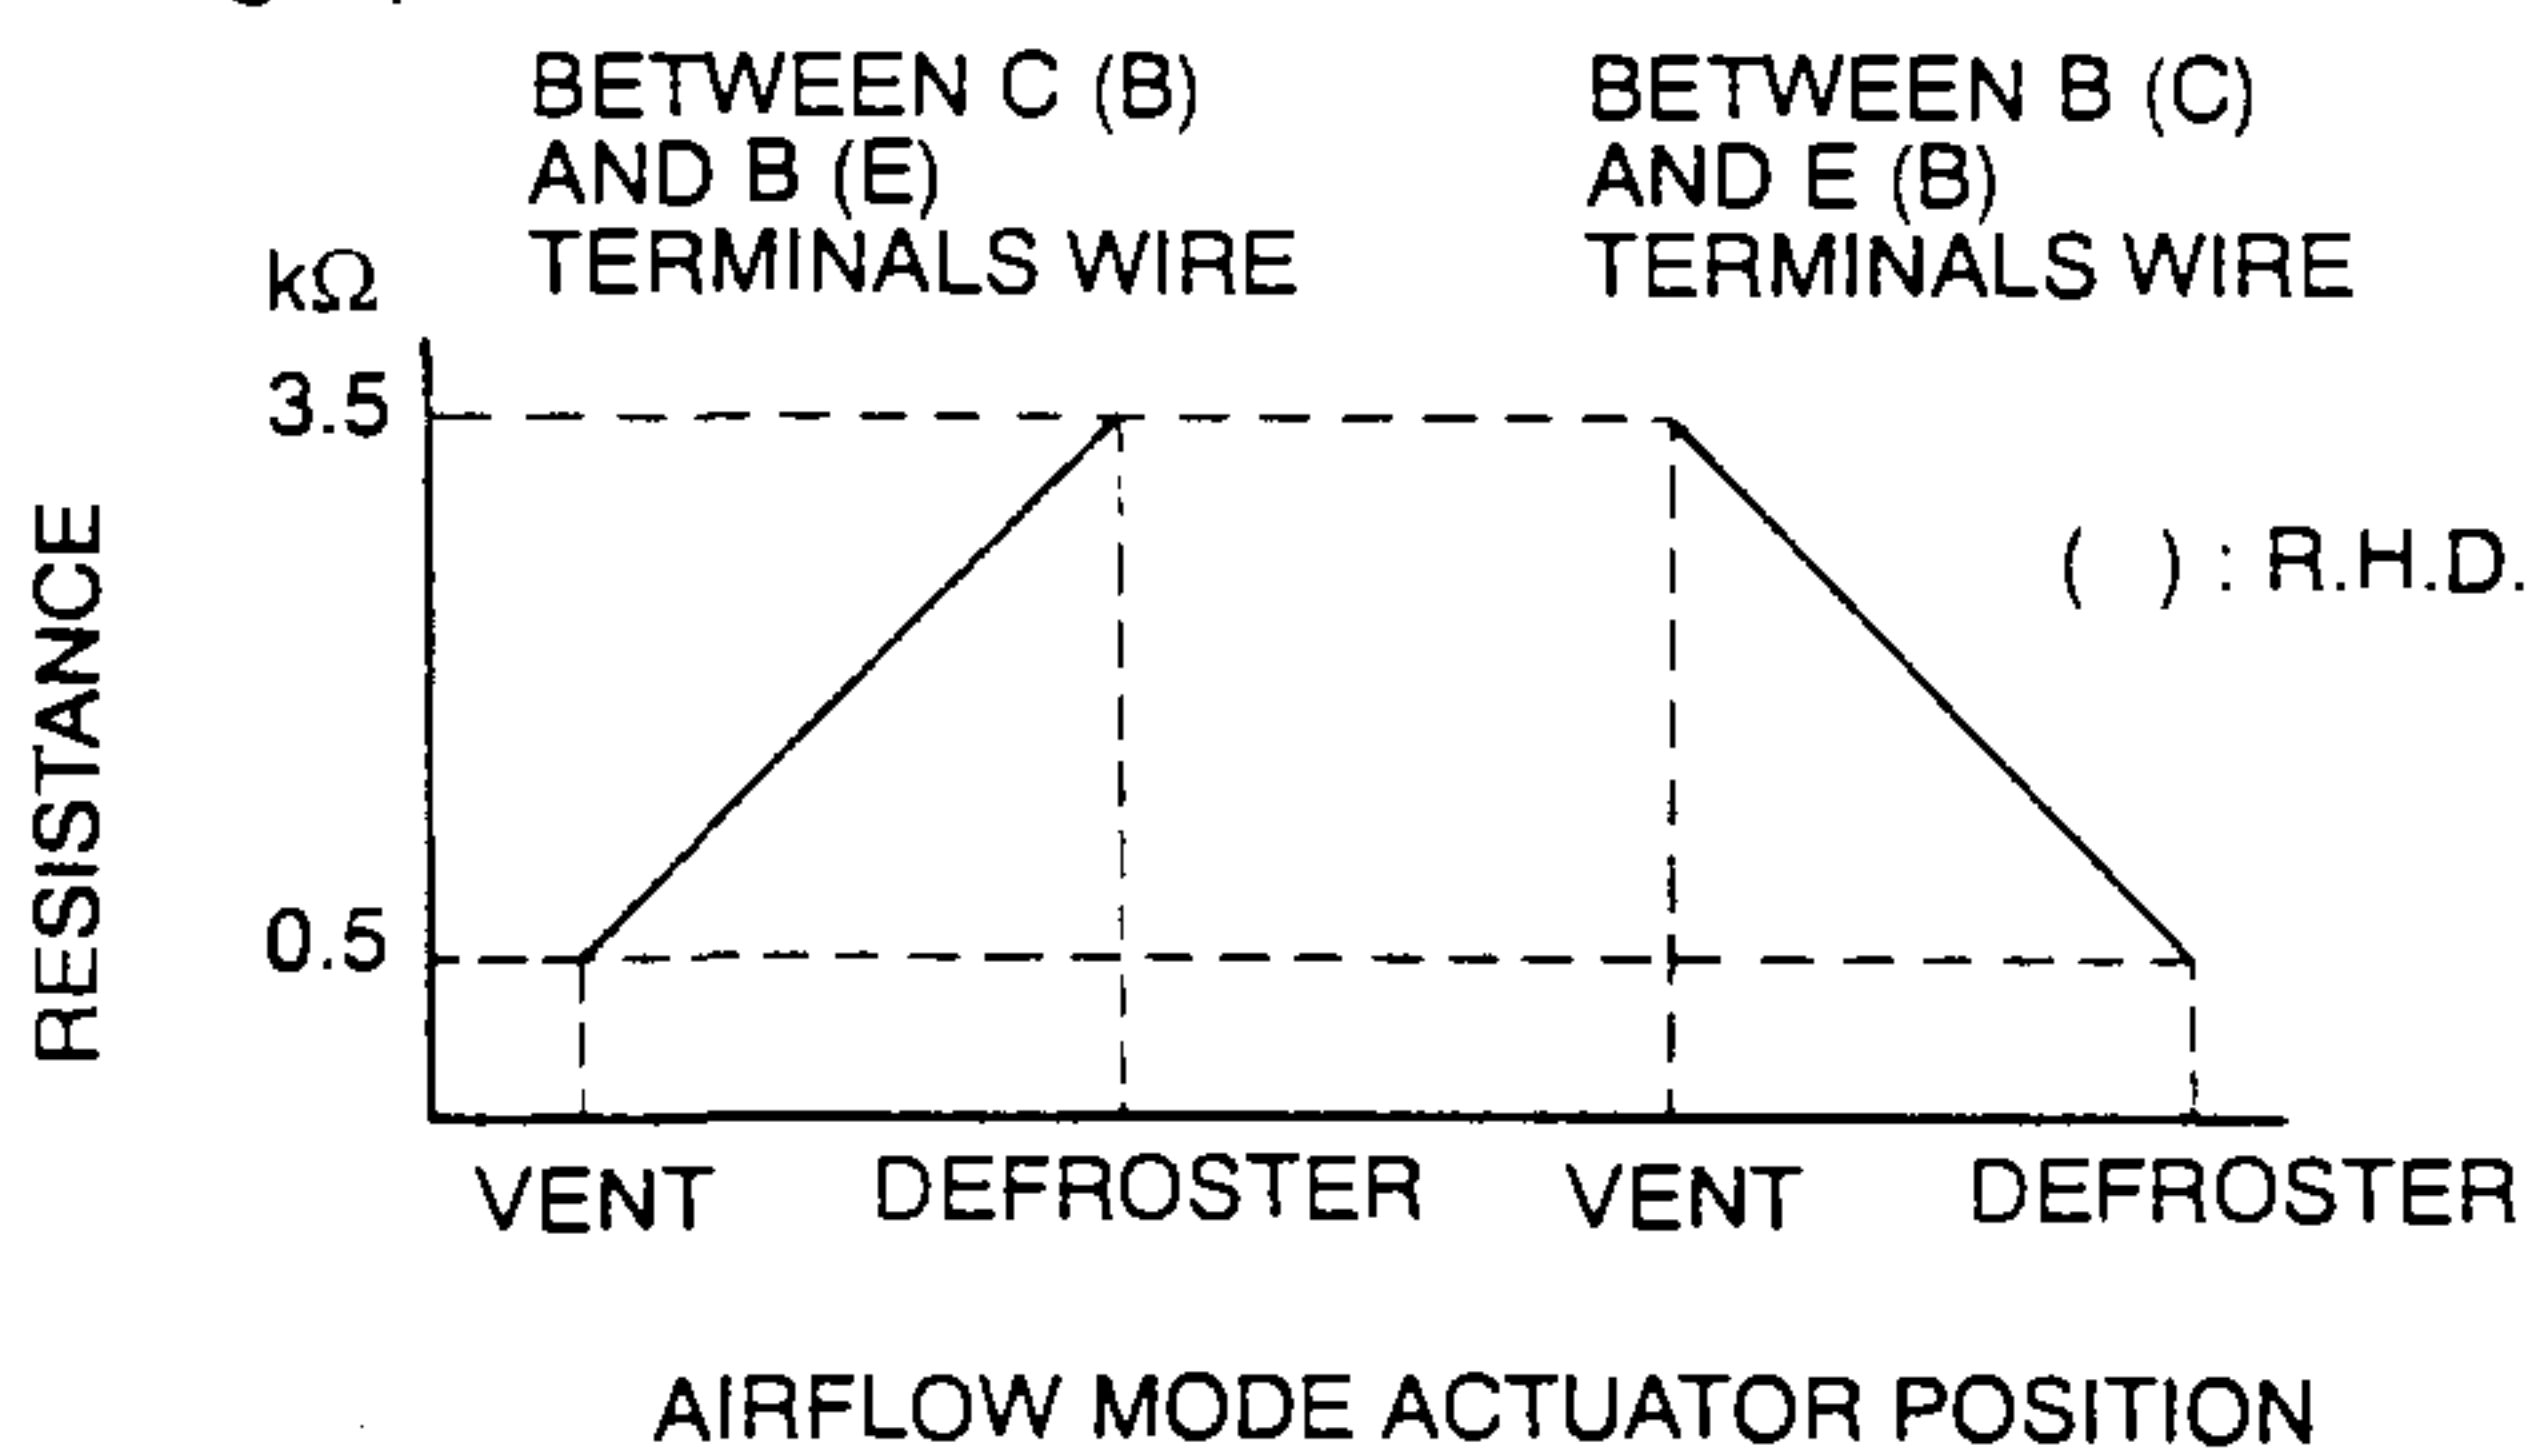 BETWEEN C (B)
AND B (E)
TERMINALS WIRE
BETWEEN B (C)
AND E (B)
TERMINALS WIRE
kΩ
3.5
0.5
RESISTANCE
( ) : R.H.D.
VENT
DEFROSTER
VENT
DEFROSTER
AIRFLOW MODE ACTUATOR POSITION